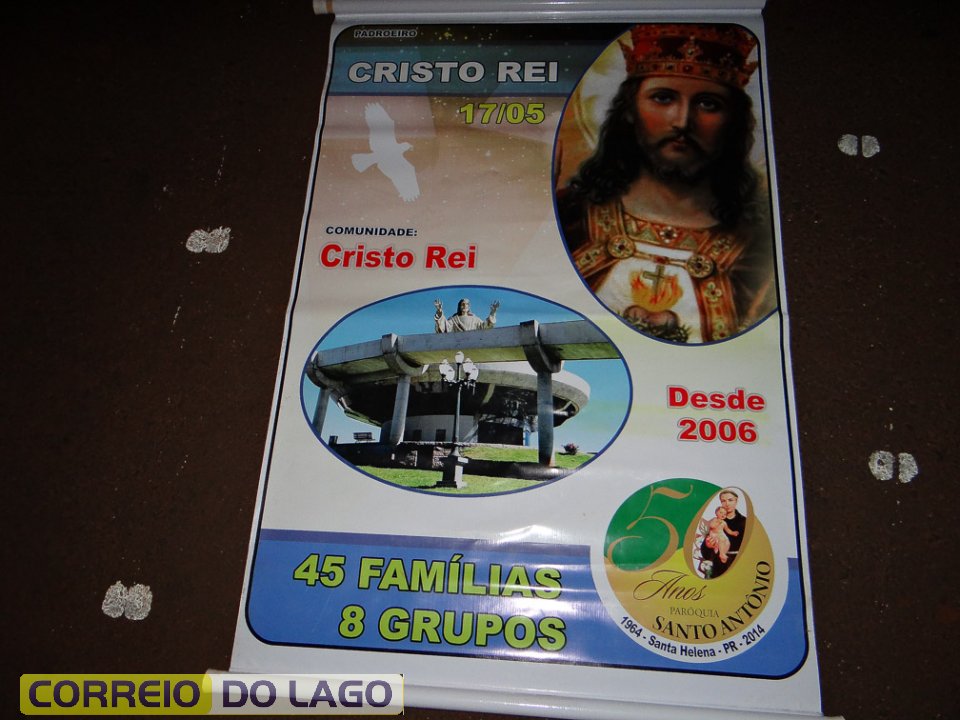 PADROEIRO
CRISTO REI
17/05
COMUNIDADE:
Cristo Rei
Desde
2006
50
Anos
PARÓQUIA
SANTO ANTÔNIO
1964 - Santa Helena - PR - 2014
45 FAMÍLIAS
8 GRUPOS
CORREIO DO LAGO